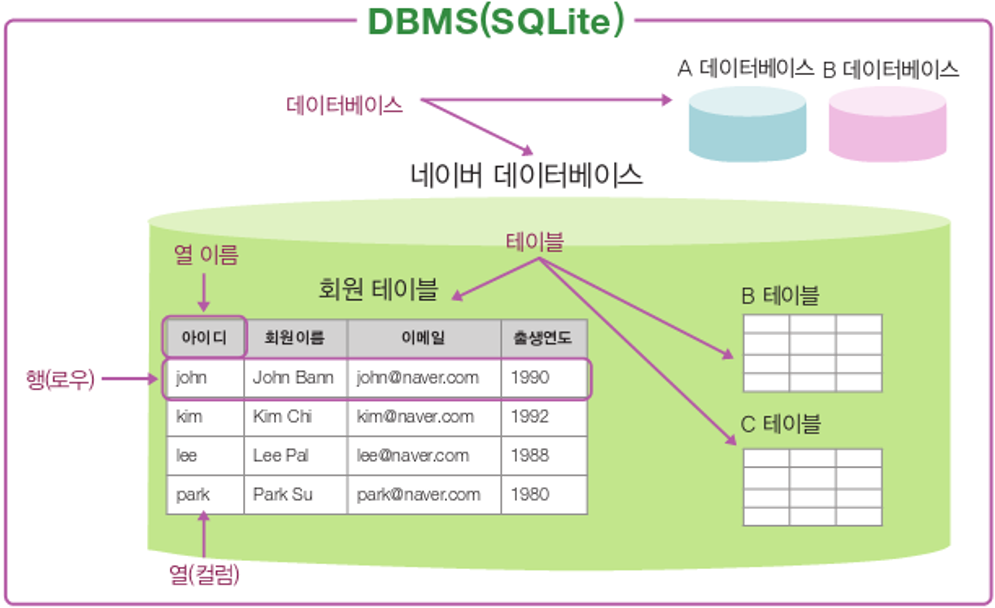 DBMS(SQLite)
A 데이터베이스 B 데이터베이스
데이터베이스
네이버 데이터베이스
열 이름
테이블
회원 테이블
B 테이블
아이디 회원이름 이메일 출생연도
행(로우)
john John Bann john@naver.com 1990
kim Kim Chi kim@naver.com 1992
C 테이블
lee Lee Pal lee@naver.com 1988
park Park Su park@naver.com 1980
열(컬럼)